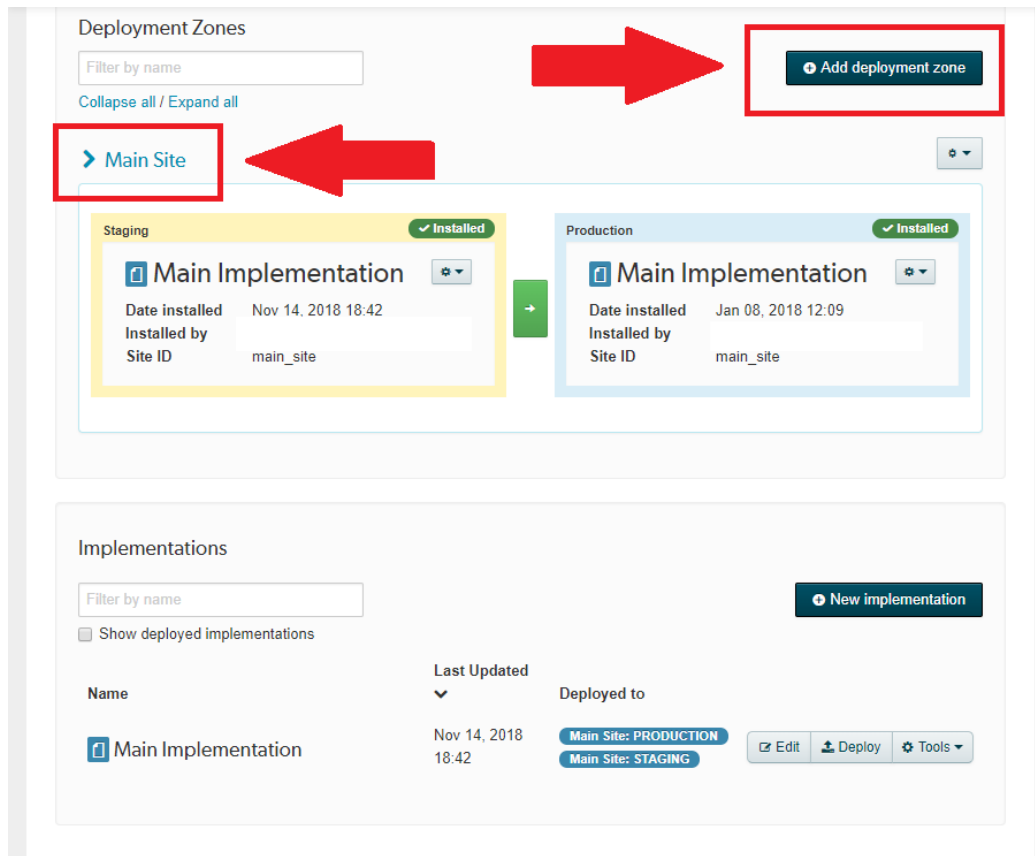 Deployment Zones
Filter by name
Add deployment zone
Collapse all / Expand all
Main Site
Staging
Installed
Main Implementation
Date installed Nov 14, 2018 18:42
Installed by
Site ID main_site
Production
Installed
Main Implementation
Date installed Jan 08, 2018 12:09
Installed by
Site ID main_site
Implementations
Filter by name
New implementation
Show deployed implementations
Name
Last Updated
Deployed to
Main Implementation
Nov 14, 2018
18:42
Main Site: PRODUCTION
Main Site: STAGING
Edit
Deploy
Tools